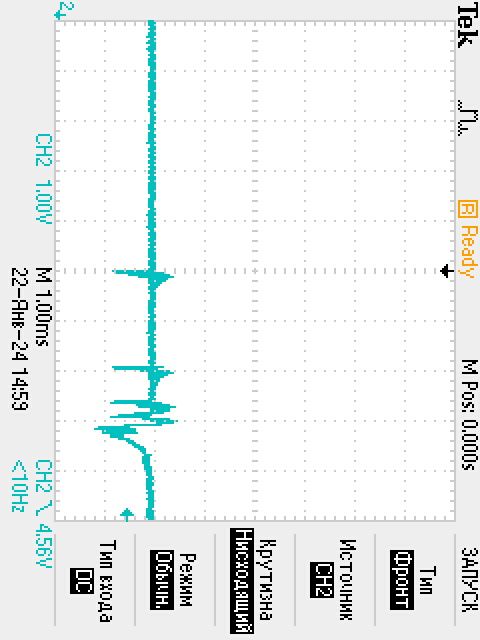 Tek
R Ready
M Pos: 0.000s
ЗАПУСК
Тип
Фронт
Источник
CH2
Крутизна
Нисходящий
Режим
Обычн.
Тип входа
DC
2
CH2 1.00V
M 1.00ms
CH2 \ 4.56V
22-Янв-24 14:59
<10Hz